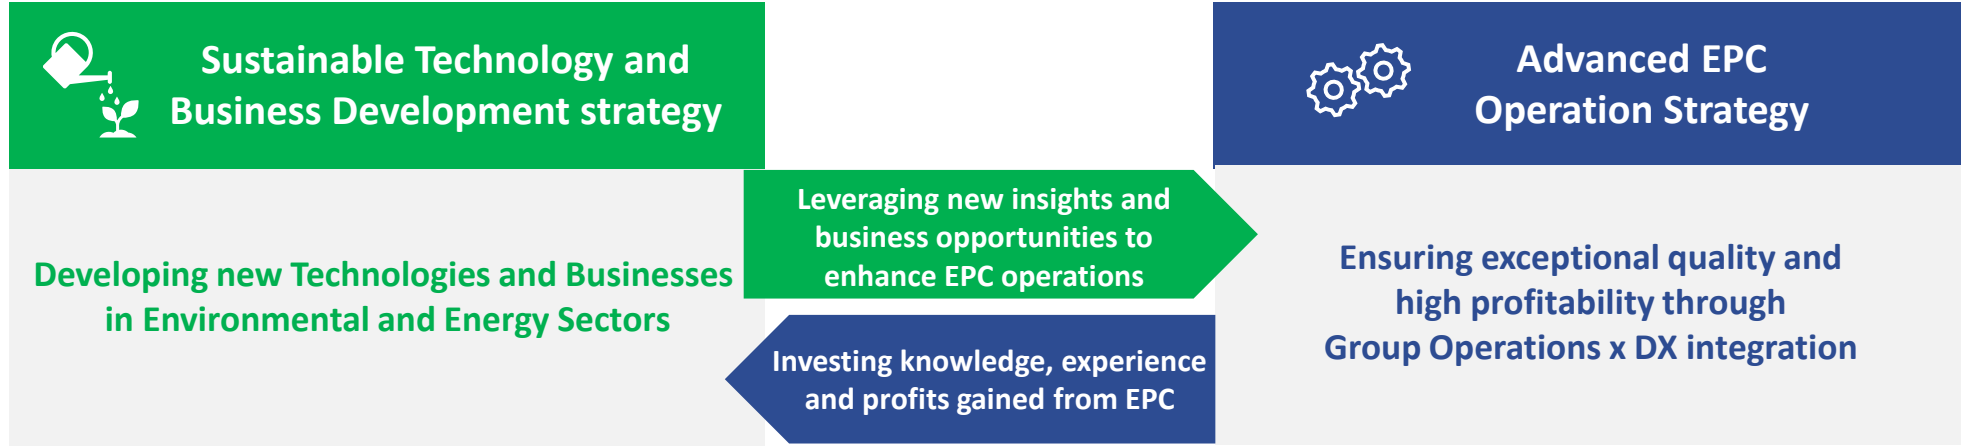 Sustainable Technology and
Business Development strategy
Developing new Technologies and Businesses
in Environmental and Energy Sectors
Leveraging new insights and
business opportunities to
enhance EPC operations
Investing knowledge, experience
and profits gained from EPC
Advanced EPC
Operation Strategy
Ensuring exceptional quality and
high profitability through
Group Operations x DX integration